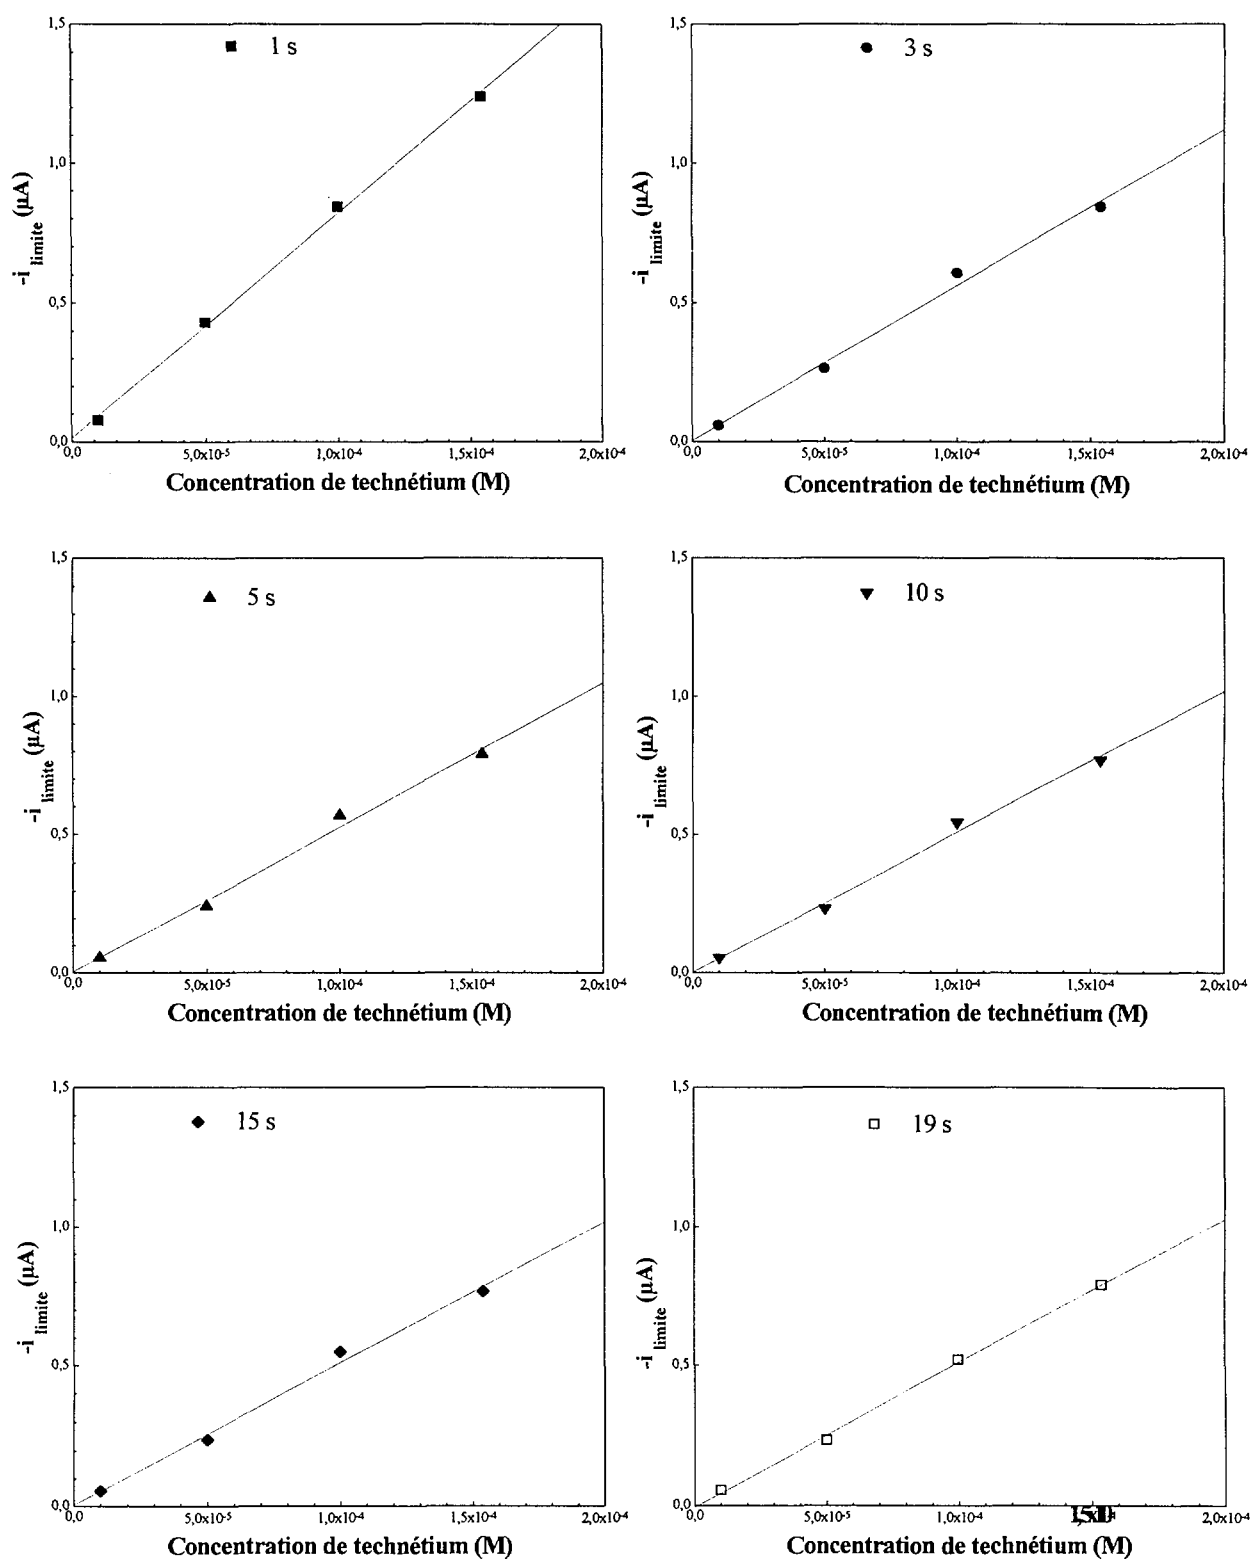 1,5
1 s
1,0
-i limite (µA)
0,5
0,0
0,0 5,0x10-5 1,0x10-4 1,5x10-4 2,0x10-4
Concentration de technétium (M)
1,5
3 s
1,0
-i limite (µA)
0,5
0,0
0,0 5,0x10-5 1,0x10-4 1,5x10-4 2,0x10-4
Concentration de technétium (M)
1,5
5 s
1,0
-i limite (µA)
0,5
0,0
0,0 5,0x10-5 1,0x10-4 1,5x10-4 2,0x10-4
Concentration de technétium (M)
1,5
10 s
1,0
-i limite (µA)
0,5
0,0
0,0 5,0x10-5 1,0x10-4 1,5x10-4 2,0x10-4
Concentration de technétium (M)
1,5
15 s
1,0
-i limite (µA)
0,5
0,0
0,0 5,0x10-5 1,0x10-4 1,5x10-4 2,0x10-4
Concentration de technétium (M)
1,5
19 s
1,0
-i limite (µA)
0,5
0,0
0,0 5,0x10-5 1,0x10-4 2,0x10-4
Concentration de technétium (M)